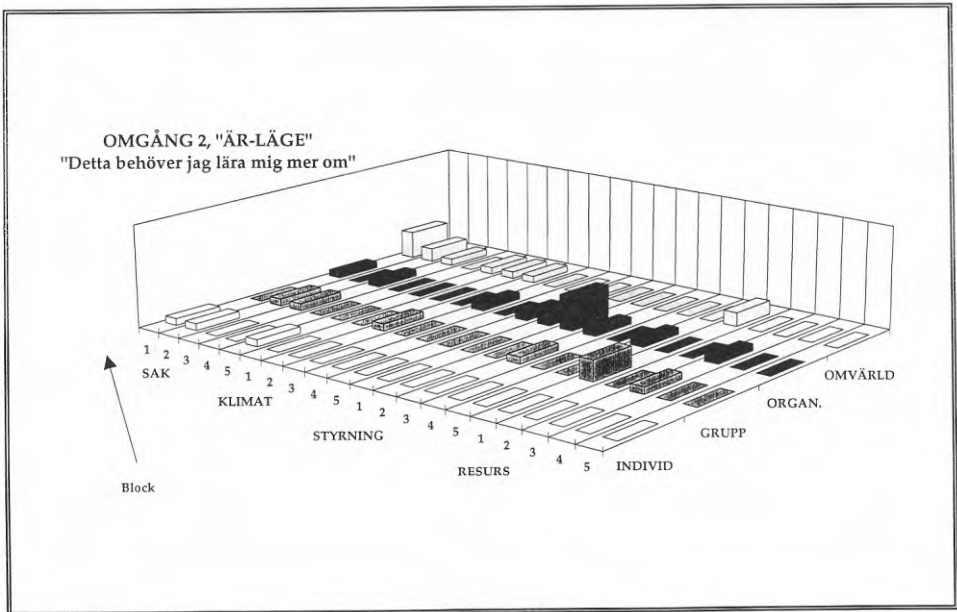 OMGÅNG 2, "ÄR-LÄGE"
"Detta behöver jag lära mig mer om"
1 2 3 4 5 1 2 3 4 5 1 2 3 4 5 1 2 3 4 5
SAK
KLIMAT
STYRNING
RESURS
INDIVID
GRUPP
ORGAN.
OMVÄRLD
Block